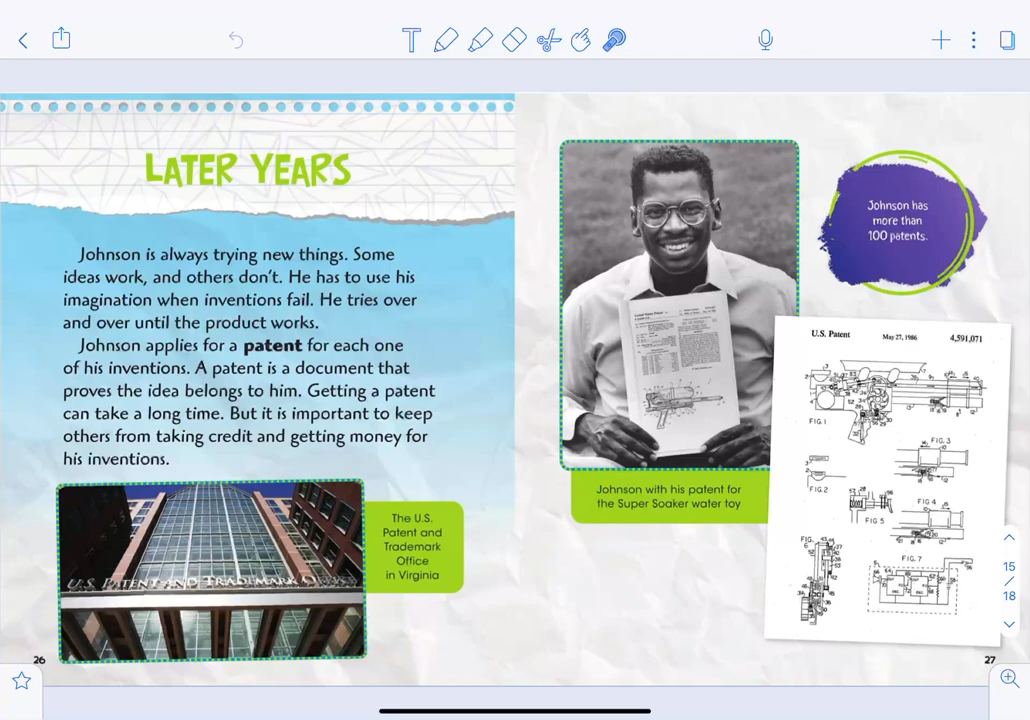 LATER YEARS
Johnson is always trying new things. Some
ideas work, and others don't. He has to use his
imagination when inventions fail. He tries over
and over until the product works.
Johnson applies for a patent for each one
of his inventions. A patent is a document that
proves the idea belongs to him. Getting a patent
can take a long time. But it is important to keep
others from taking credit and getting money for
his inventions.
U.S. PATENT AND TRADEMARK OFFICE
The U.S.
Patent and
Trademark
Office
in Virginia
26
Johnson has
more than
100 patents.
United States Patent
Johnson with his patent for
the Super Soaker water toy
U.S. Patent May 27, 1986 4,591,071
FIG. 1
FIG. 3
FIG. 2
FIG. 4
FIG. 5
FIG. 6
FIG. 7
27
T
15
/
18